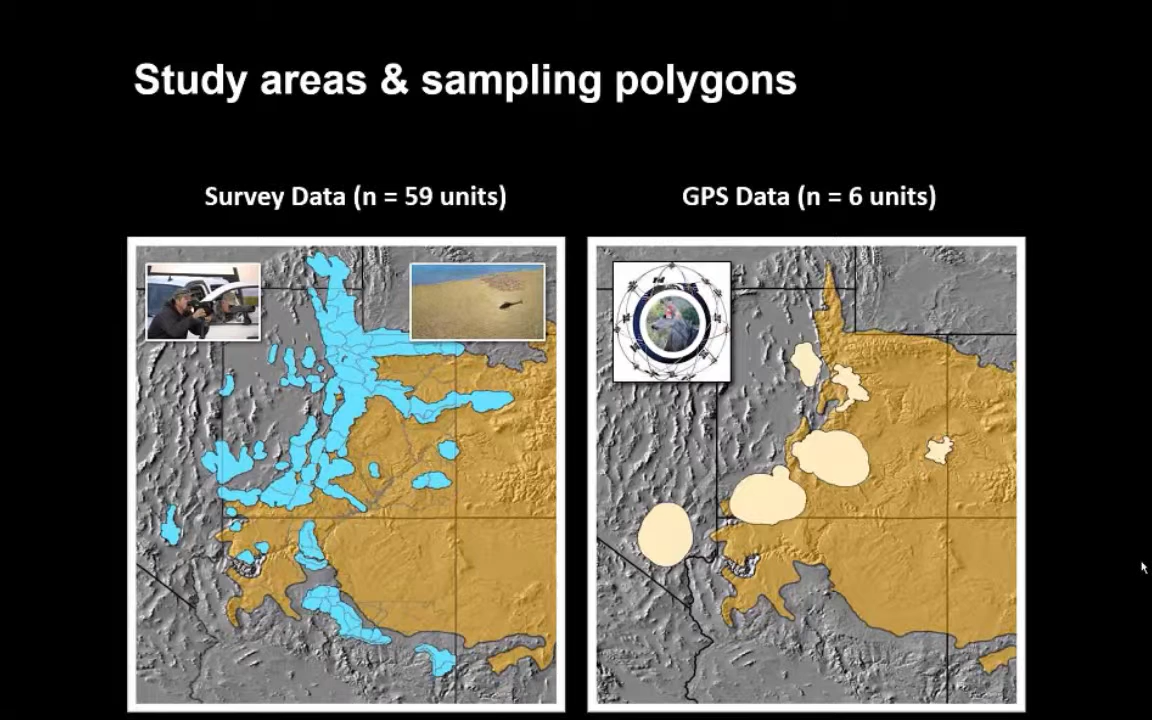 Study areas & sampling polygons
Survey Data (n = 59 units)
GPS Data (n = 6 units)